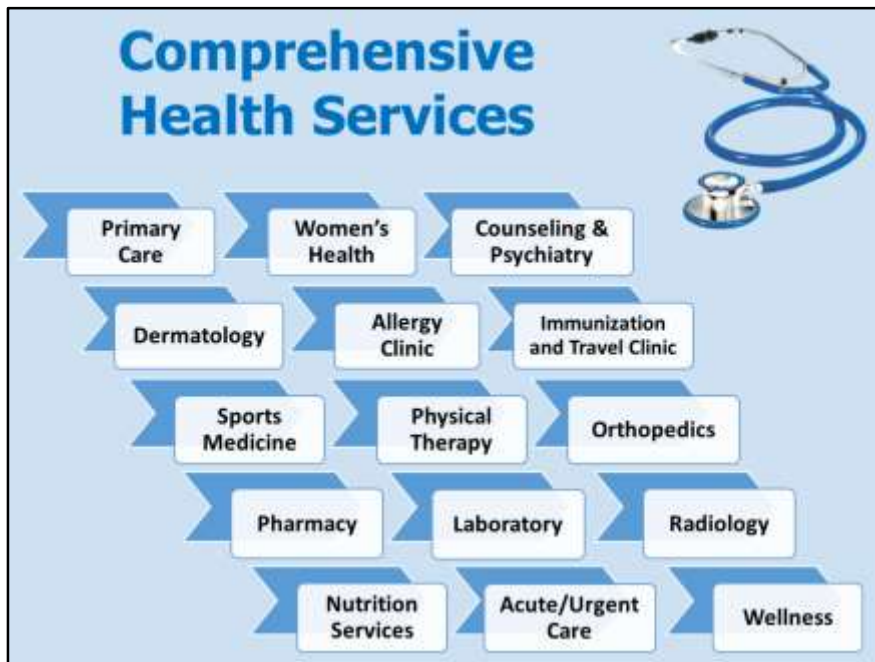 Comprehensive
Health Services
Primary
Care
Women's
Health
Counseling &
Psychiatry
Dermatology
Allergy
Clinic
Immunization
and Travel Clinic
Sports
Medicine
Physical
Therapy
Orthopedics
Pharmacy
Laboratory
Radiology
Nutrition
Services
Acute/Urgent
Care
Wellness